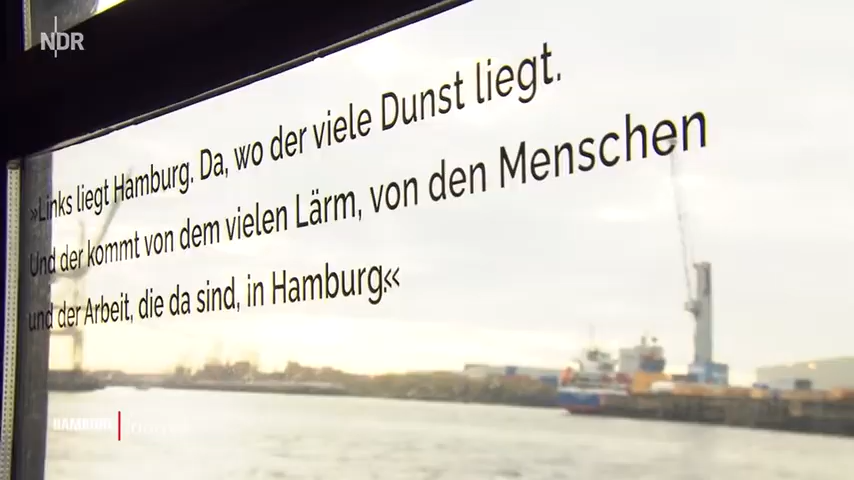 NDR
»Links liegt Hamburg. Da, wo der viele Dunst liegt.
Und der kommt von dem vielen Lärm, von den Menschen
und der Arbeit, die da sind, in Hamburg.«
HAMBURG